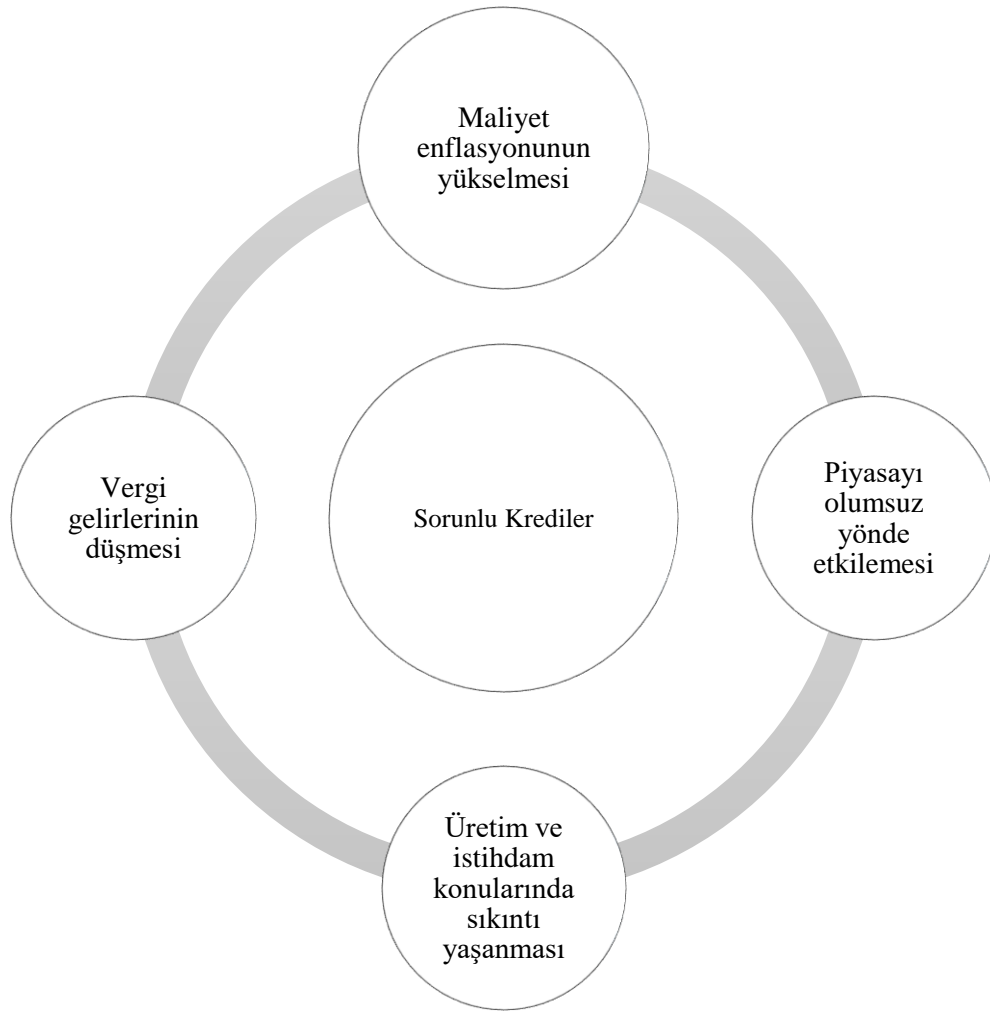 Maliyet
enflasyonunun
yükselmesi
Vergi
gelirlerinin
düşmesi
Sorunlu Krediler
Piyasayı
olumsuz
yönde
etkilemesi
Üretim ve
istihdam
konularında
sıkıntı
yaşanması